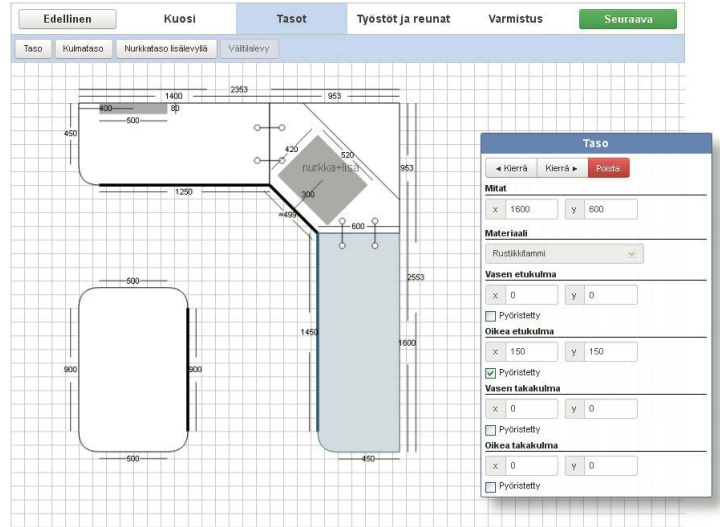 Edellinen Kuosi Tasot Työstöt ja reunat Varmistus Seuraava
Taso Kulmataso Nurkkataso lisälevyllä Välitilalevy
2353
1400 953
400 80
500
450
420 520
nurkka+lisä 953
300
1250
≈499 600
500 2553
1450 1600
900 900
500 450
Taso
◄ Kierrä Kierrä ► Poista
Mitat
x 1600 y 600
Materiaali
Rustiikkitammi
Vasen etukulma
x 0 y 0
Pyöristetty
Oikea etukulma
x 150 y 150
Pyöristetty
Vasen takakulma
x 0 y 0
Pyöristetty
Oikea takakulma
x 0 y 0
Pyöristetty